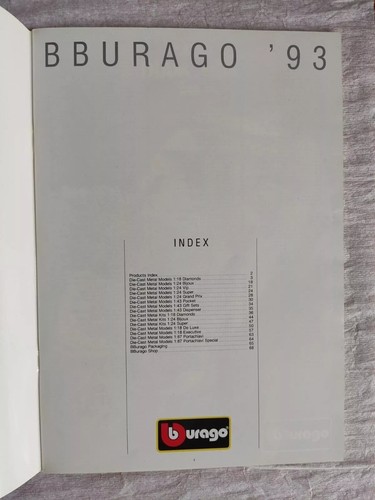 BBURAGO '93
INDEX
Products Index 2
Die-Cast Metal Models 1:18 Diamonds
Die-Cast Metal Models 1:24 Bijoux
Die-Cast Metal Models 1:24 Vip
Die-Cast Metal Models 1:24 Super
Die-Cast Metal Models 1:24 Grand Prix
Die-Cast Metal Models 1:43 Pocket
Die-Cast Metal Models 1:43 Gift Sets
Die-Cast Metal Models 1:43 Dispenser
Die-Cast Metal Kits 1:18 Diamonds
Die-Cast Metal Kits 1:24 Bijoux
Die-Cast Metal Kits 1:24 Super
Die-Cast Metal Models 1:18 De Luxe
Die-Cast Metal Models 1:18 Executive
Die-Cast Metal Models 1:87 Portachiavi
Die-Cast Metal Models 1:87 Portachiavi Special
BBurago Packaging
BBurago Shop
burago